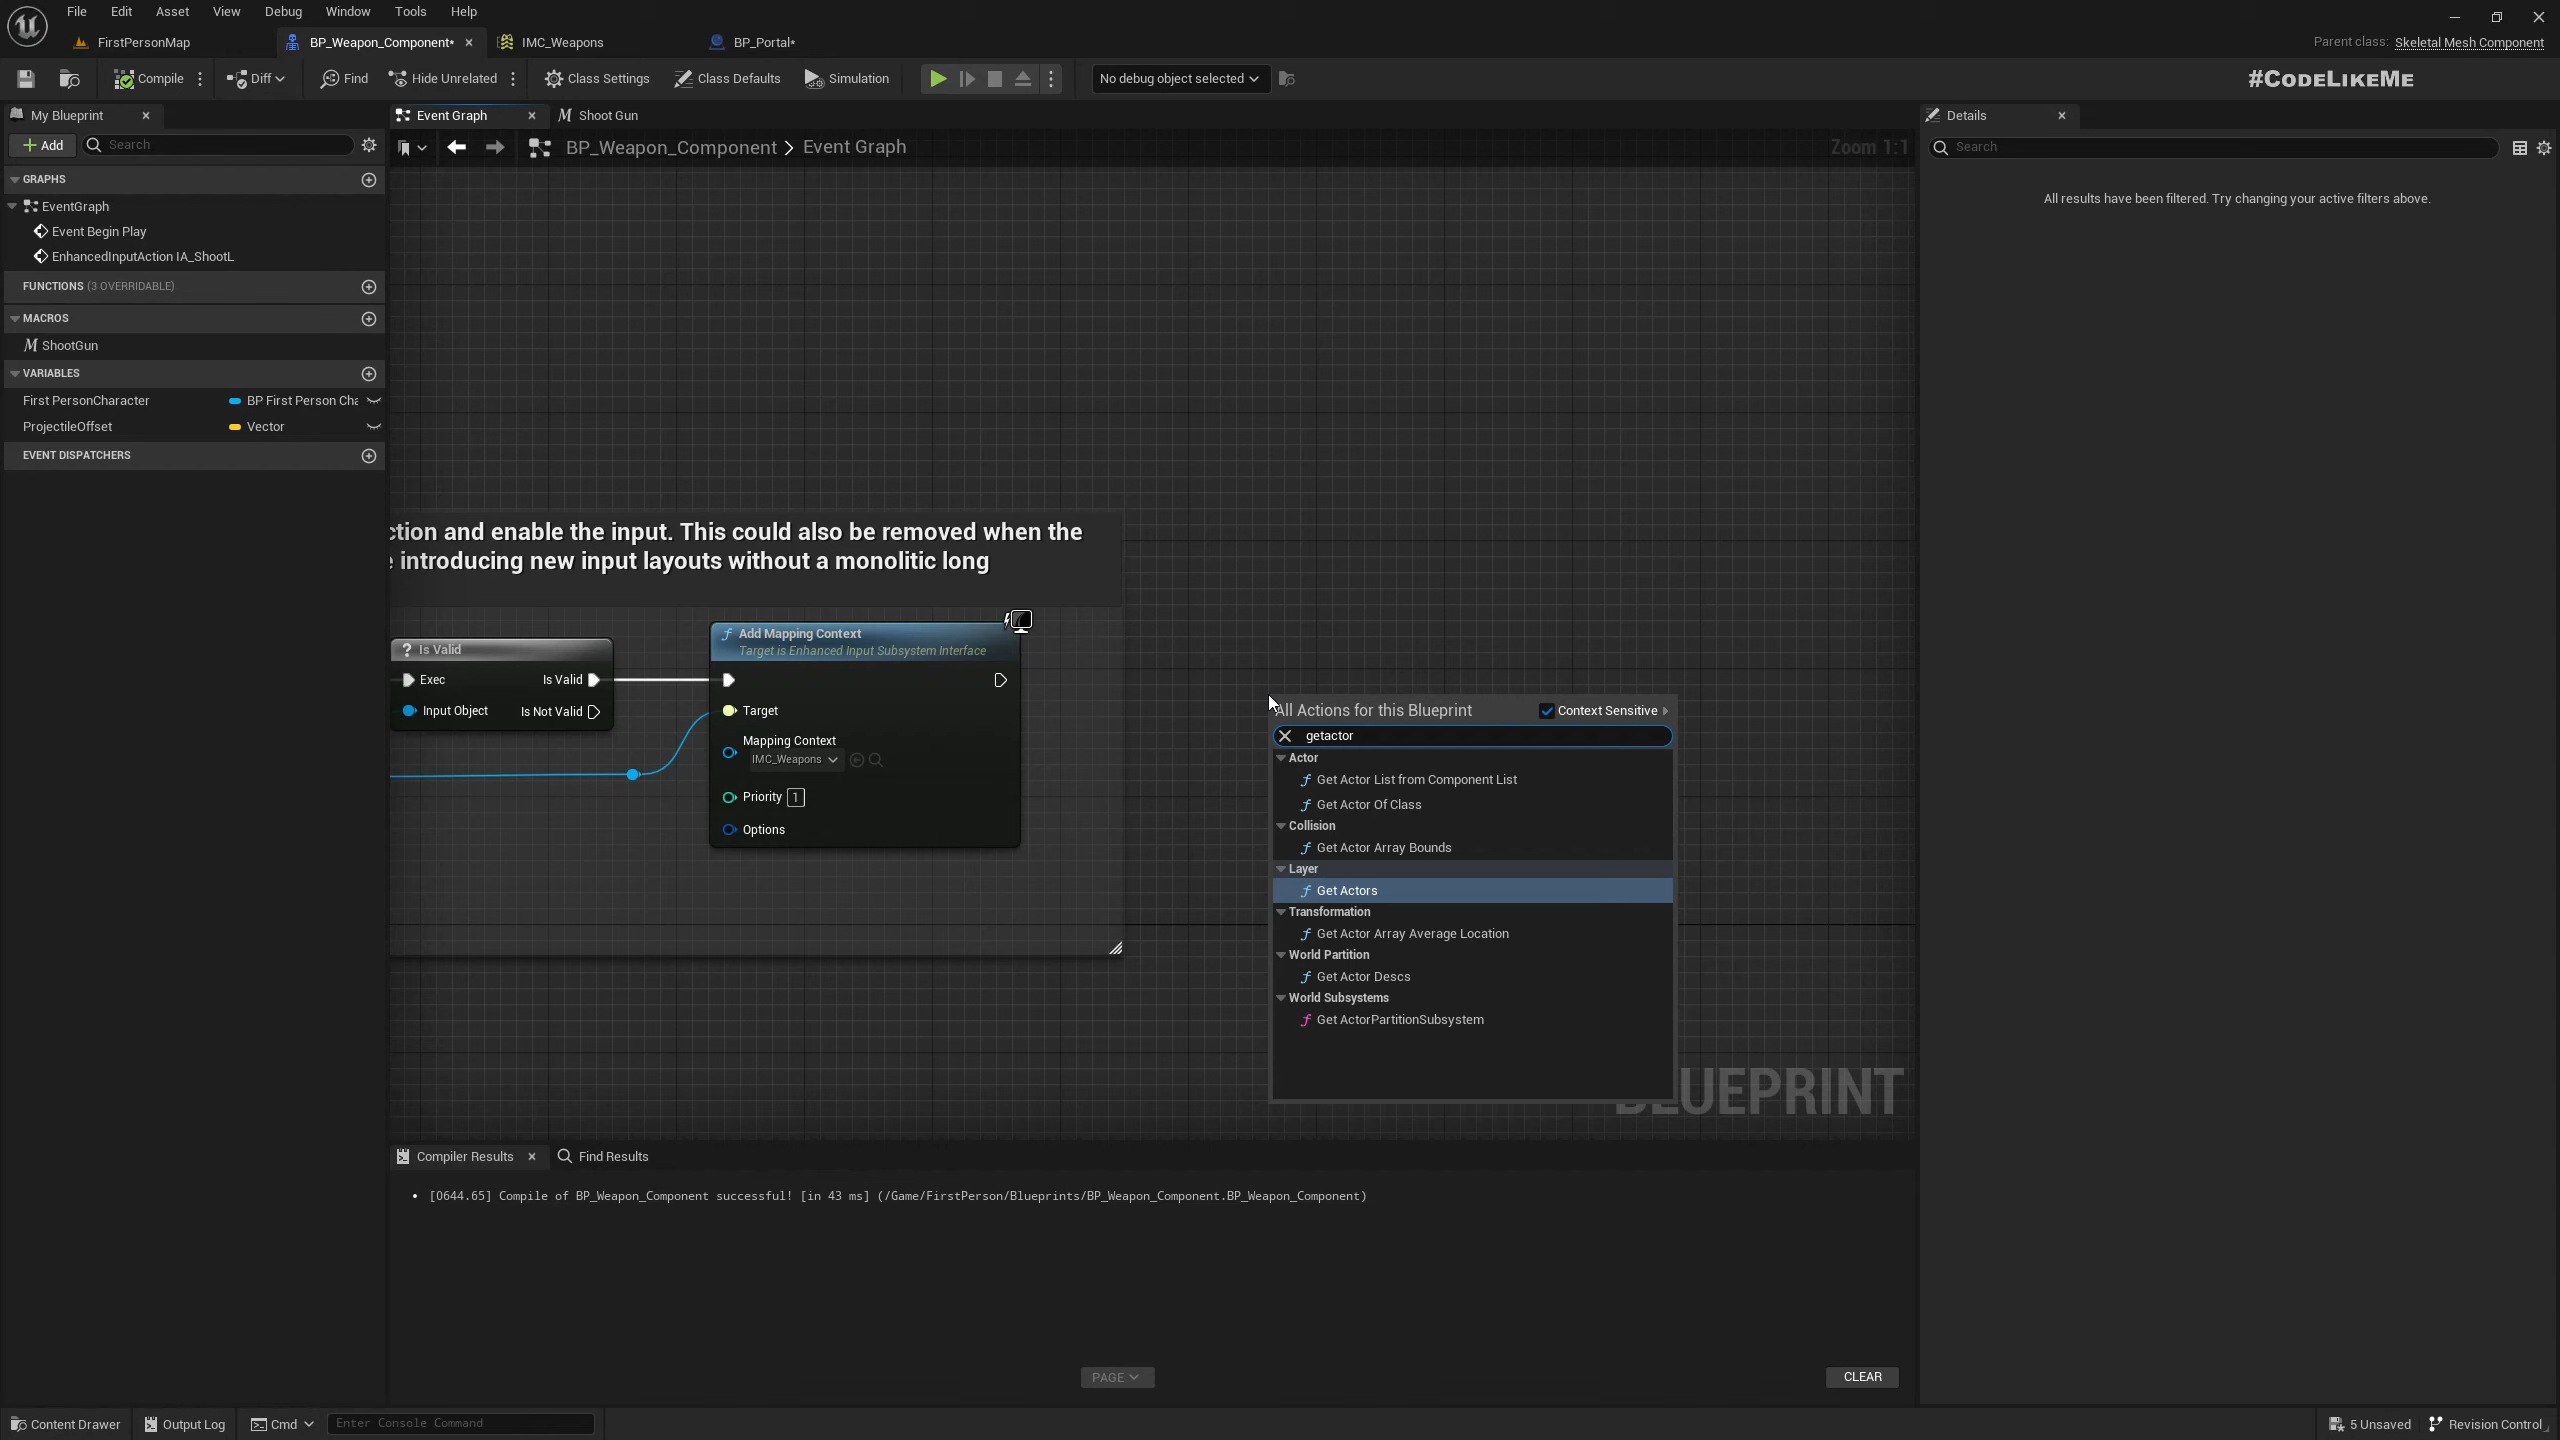 File Edit Asset View Debug Window Tools Help
FirstPersonMap BP_Weapon_Component* IMC_Weapons BP_Portal*
Parent class: Skeletal Mesh Component
Compile Diff Find Hide Unrelated Class Settings Class Defaults Simulation No debug object selected #CODELIKEME
My Blueprint Event Graph Shoot Gun Details
Add Search BP_Weapon_Component > Event Graph Zoom 1:1 Search
GRAPHS
EventGraph
Event Begin Play
EnhancedInputAction IA_ShootL
FUNCTIONS (3 OVERRIDABLE)
MACROS
ShootGun
VARIABLES
First PersonCharacter BP First Person Cha
ProjectileOffset Vector
EVENT DISPATCHERS
All results have been filtered. Try changing your active filters above.
ction and enable the input. This could also be removed when the
introducing new input layouts without a monolitic long
Is Valid
Exec Is Valid
Input Object Is Not Valid
Add Mapping Context
Target is Enhanced Input Subsystem Interface
Target
Mapping Context
IMC_Weapons
Priority 1
Options
All Actions for this Blueprint Context Sensitive
getactor
Actor
Get Actor List from Component List
Get Actor Of Class
Collision
Get Actor Array Bounds
Layer
Get Actors
Transformation
Get Actor Array Average Location
World Partition
Get Actor Descs
World Subsystems
Get ActorPartitionSubsystem
BLUEPRINT
Compiler Results Find Results
[0644.65] Compile of BP_Weapon_Component successful! [in 43 ms] (/Game/FirstPerson/Blueprints/BP_Weapon_Component.BP_Weapon_Component)
PAGE CLEAR
Content Drawer Output Log Cmd Enter Console Command 5 Unsaved Revision Control